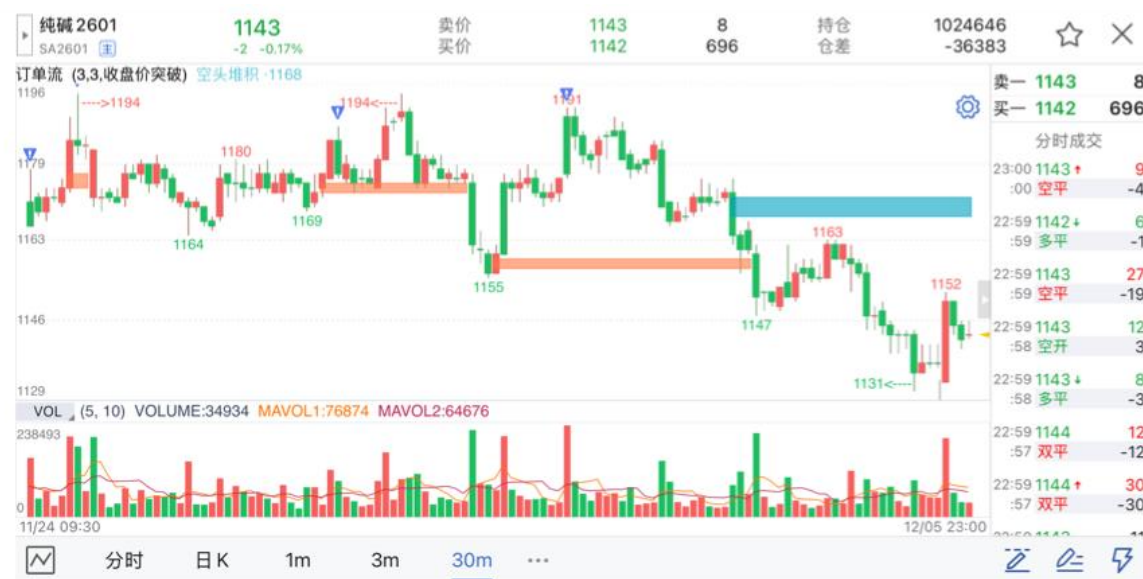 纯碱2601 1143 卖价 1143 8 持仓 1024646
SA2601 主 -2 -0.17% 买价 1142 696 仓差 -36383
订单流 (3,3,收盘价突破) 空头堆积 ·1168
1196
---->1194
1194<----
1191
1179
1180
1169
1164
1163
1163
1155
1152
1147
1146
1131<----
1129
VOL (5, 10) VOLUME:34934 MAVOL1:76874 MAVOL2:64676
238493
0
11/24 09:30 12/05 23:00
卖一 1143 8
买一 1142 696
分时成交
23:00 1143↑ 9
:00 空平 -4
22:59 1142↓ 6
:59 多平 -1
22:59 1143 27
:59 空平 -19
22:59 1143 12
:58 空开 3
22:59 1143↓ 8
:58 多平 -3
22:59 1144 12
:57 双平 -12
22:59 1144↑ 30
:57 双平 -30
分时 日K 1m 3m 30m ···